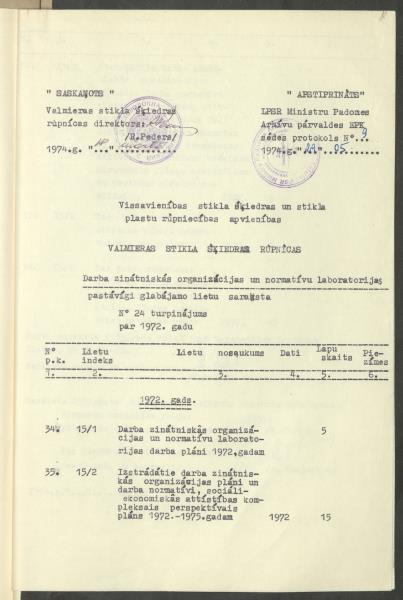 " SASKAŅOTS "
Valmieras stikla šķiedras
rūpnīcas direktors:
/R.Peders/
1974.g. "..."
" APSTIPRINĀTS"
LPSR Ministru Padomes
Arhīvu pārvaldes EPK
sēdes protokols N° 9
1974.g. "22" 05
Vissavienības stikla šķiedras un stikla
plastu rūpniecības apvienības
VALMIERAS STIKLA ŠĶIEDRAS RŪPNĪCAS
Darba zinātniskās organizācijas un normatīvu laboratorijas
pastāvīgi glabājamo lietu saraksta
N° 24 turpinājums
par 1972. gadu
N° p.k. Lietu indeks Lietu nosaukums Dati Lapu skaits Piezīmes
1. 2. 3. 4. 5. 6.
1972. gads.
34. 15/1 Darba zinātniskās organizā- 5
cijas un normatīvu laborato-
rijas darba plāni 1972,gadam
35. 15/2 Izstrādātie darba zinātnis-
kās organizācijas plāni un
darba normatīvi, sociāli-
ekonomiskās attīstības kom-
pleksais perspektīvais
plāns 1972.-1975.gadam 1972 15